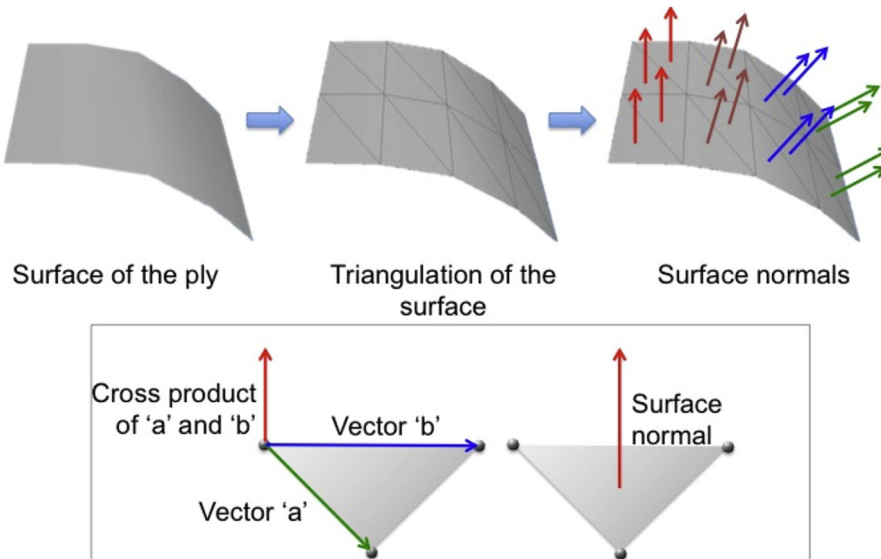 Surface of the ply
Triangulation of the
surface
Surface normals
Cross product
of ‘a’ and ‘b’
Vector ‘b’
Vector ‘a’
Surface
normal